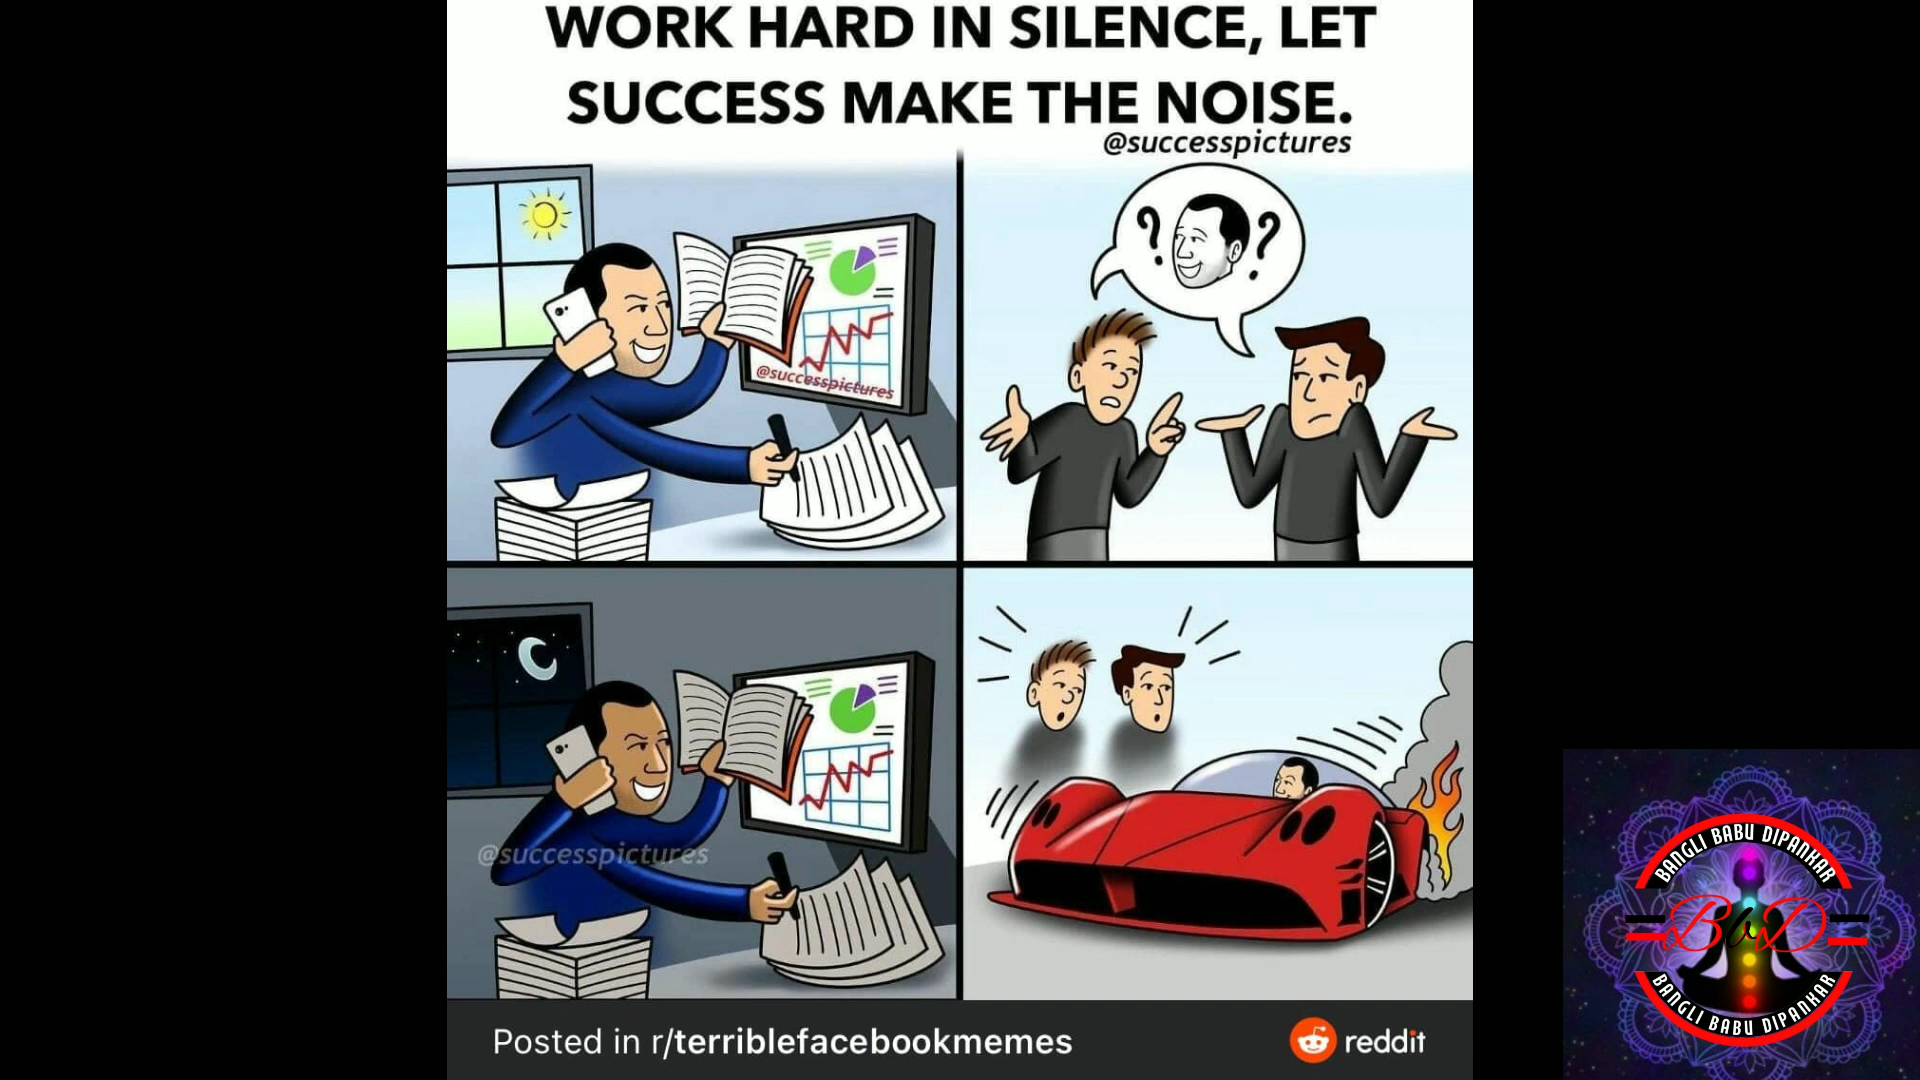 WORK HARD IN SILENCE, LET
SUCCESS MAKE THE NOISE.
@successpictures
? ?
@successpictures
@successpictures
Posted in r/terriblefacebookmemes
reddit
BANGLI BABU DIPANKAR
BbD
BANGLI BABU DIPANKAR